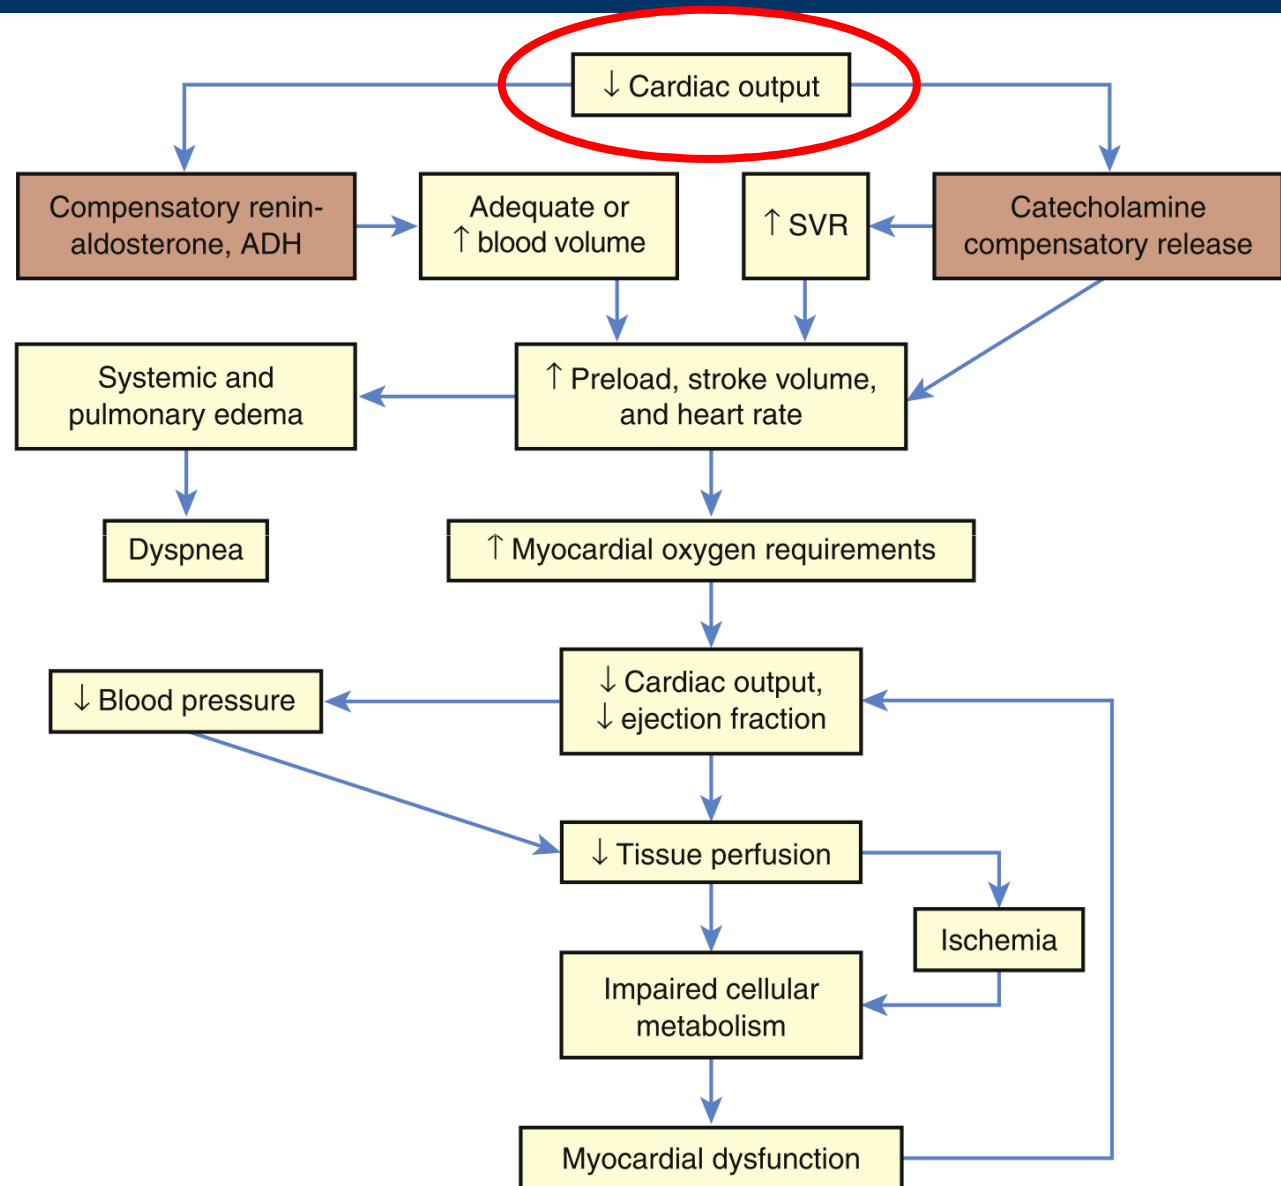 ↓ Cardiac output
Compensatory renin-
aldosterone, ADH
Adequate or
↑ blood volume
↑ SVR
Catecholamine
compensatory release
Systemic and
pulmonary edema
↑ Preload, stroke volume,
and heart rate
Dyspnea
↑ Myocardial oxygen requirements
↓ Blood pressure
↓ Cardiac output,
↓ ejection fraction
↓ Tissue perfusion
Ischemia
Impaired cellular
metabolism
Myocardial dysfunction